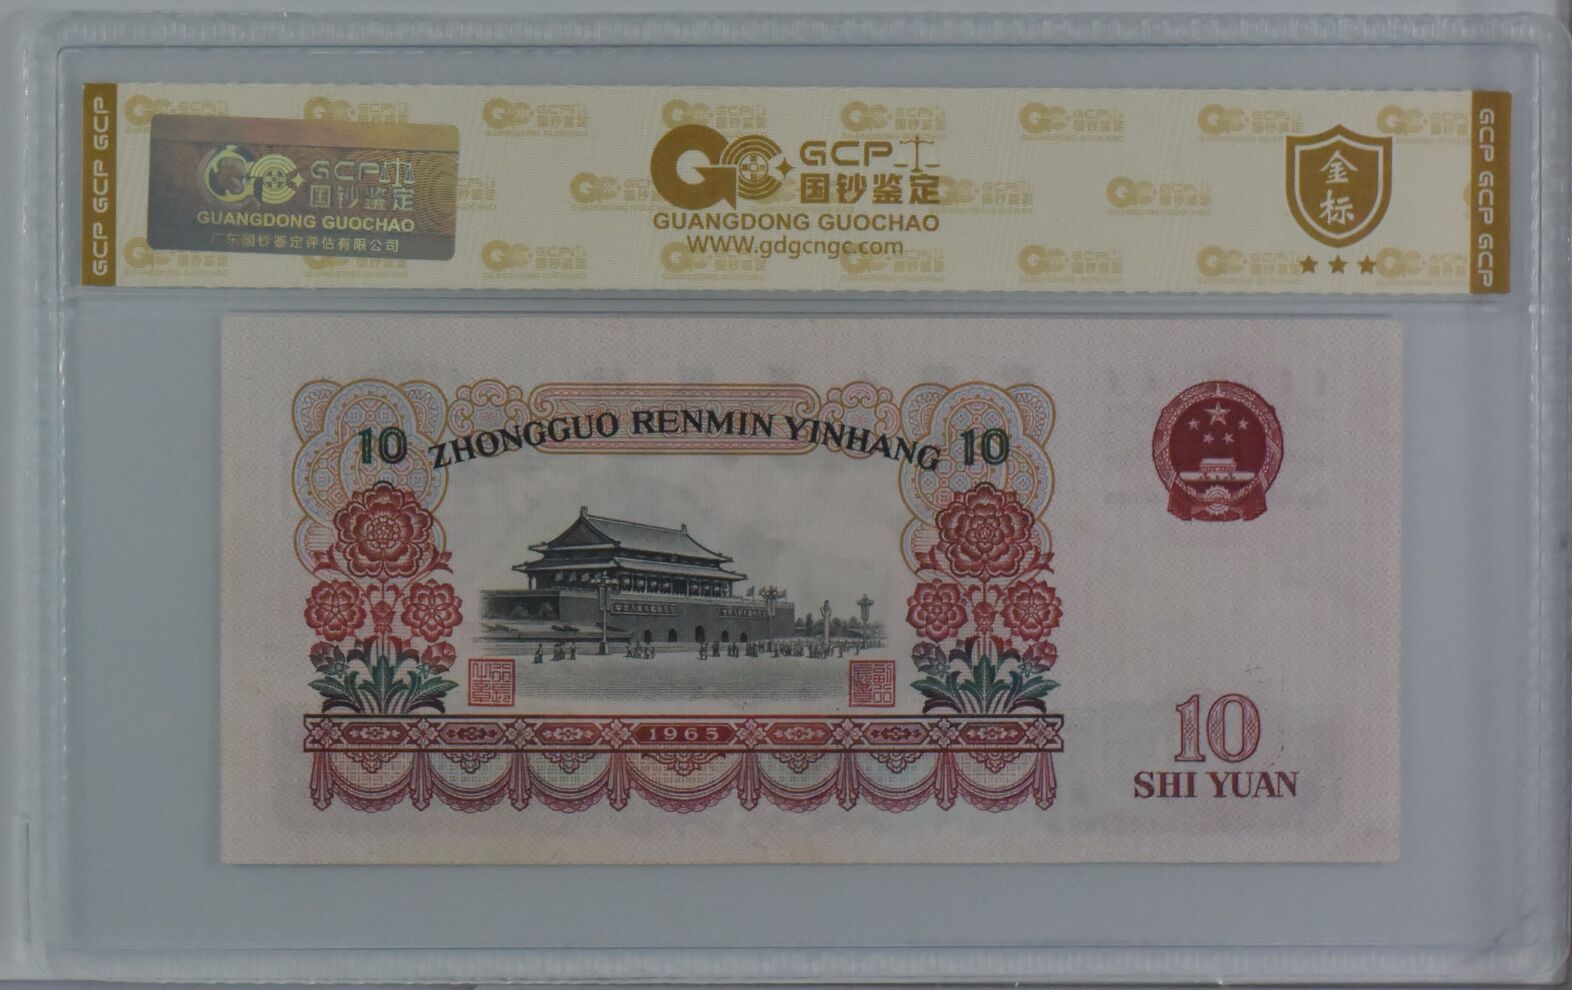 GCP GCP GCP
GCP 国钞鉴定
GUANGDONG GUOCHAO
广东国钞鉴定评估有限公司
GCP 国钞鉴定
GUANGDONG GUOCHAO
WWW.gdgcngc.com
金标
GCP GCP GCP
10 ZHONGGUO RENMIN YINHANG 10
1965
10
SHI YUAN